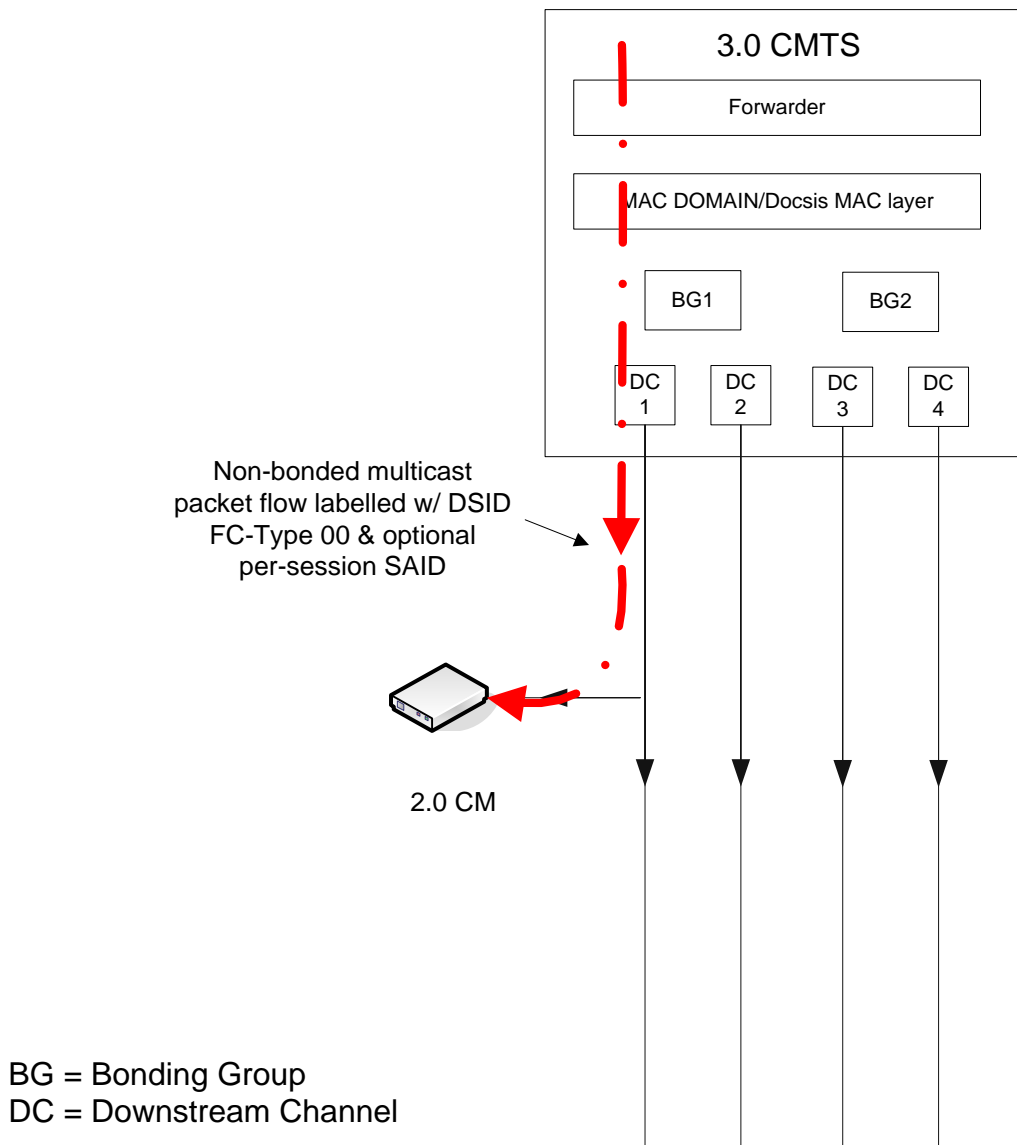 3.0 CMTS
Forwarder
MAC DOMAIN/Docsis MAC layer
BG1
BG2
DC
1
DC
2
DC
3
DC
4
Non-bonded multicast
packet flow labelled w/ DSID
FC-Type 00 & optional
per-session SAID
2.0 CM
BG = Bonding Group
DC = Downstream Channel